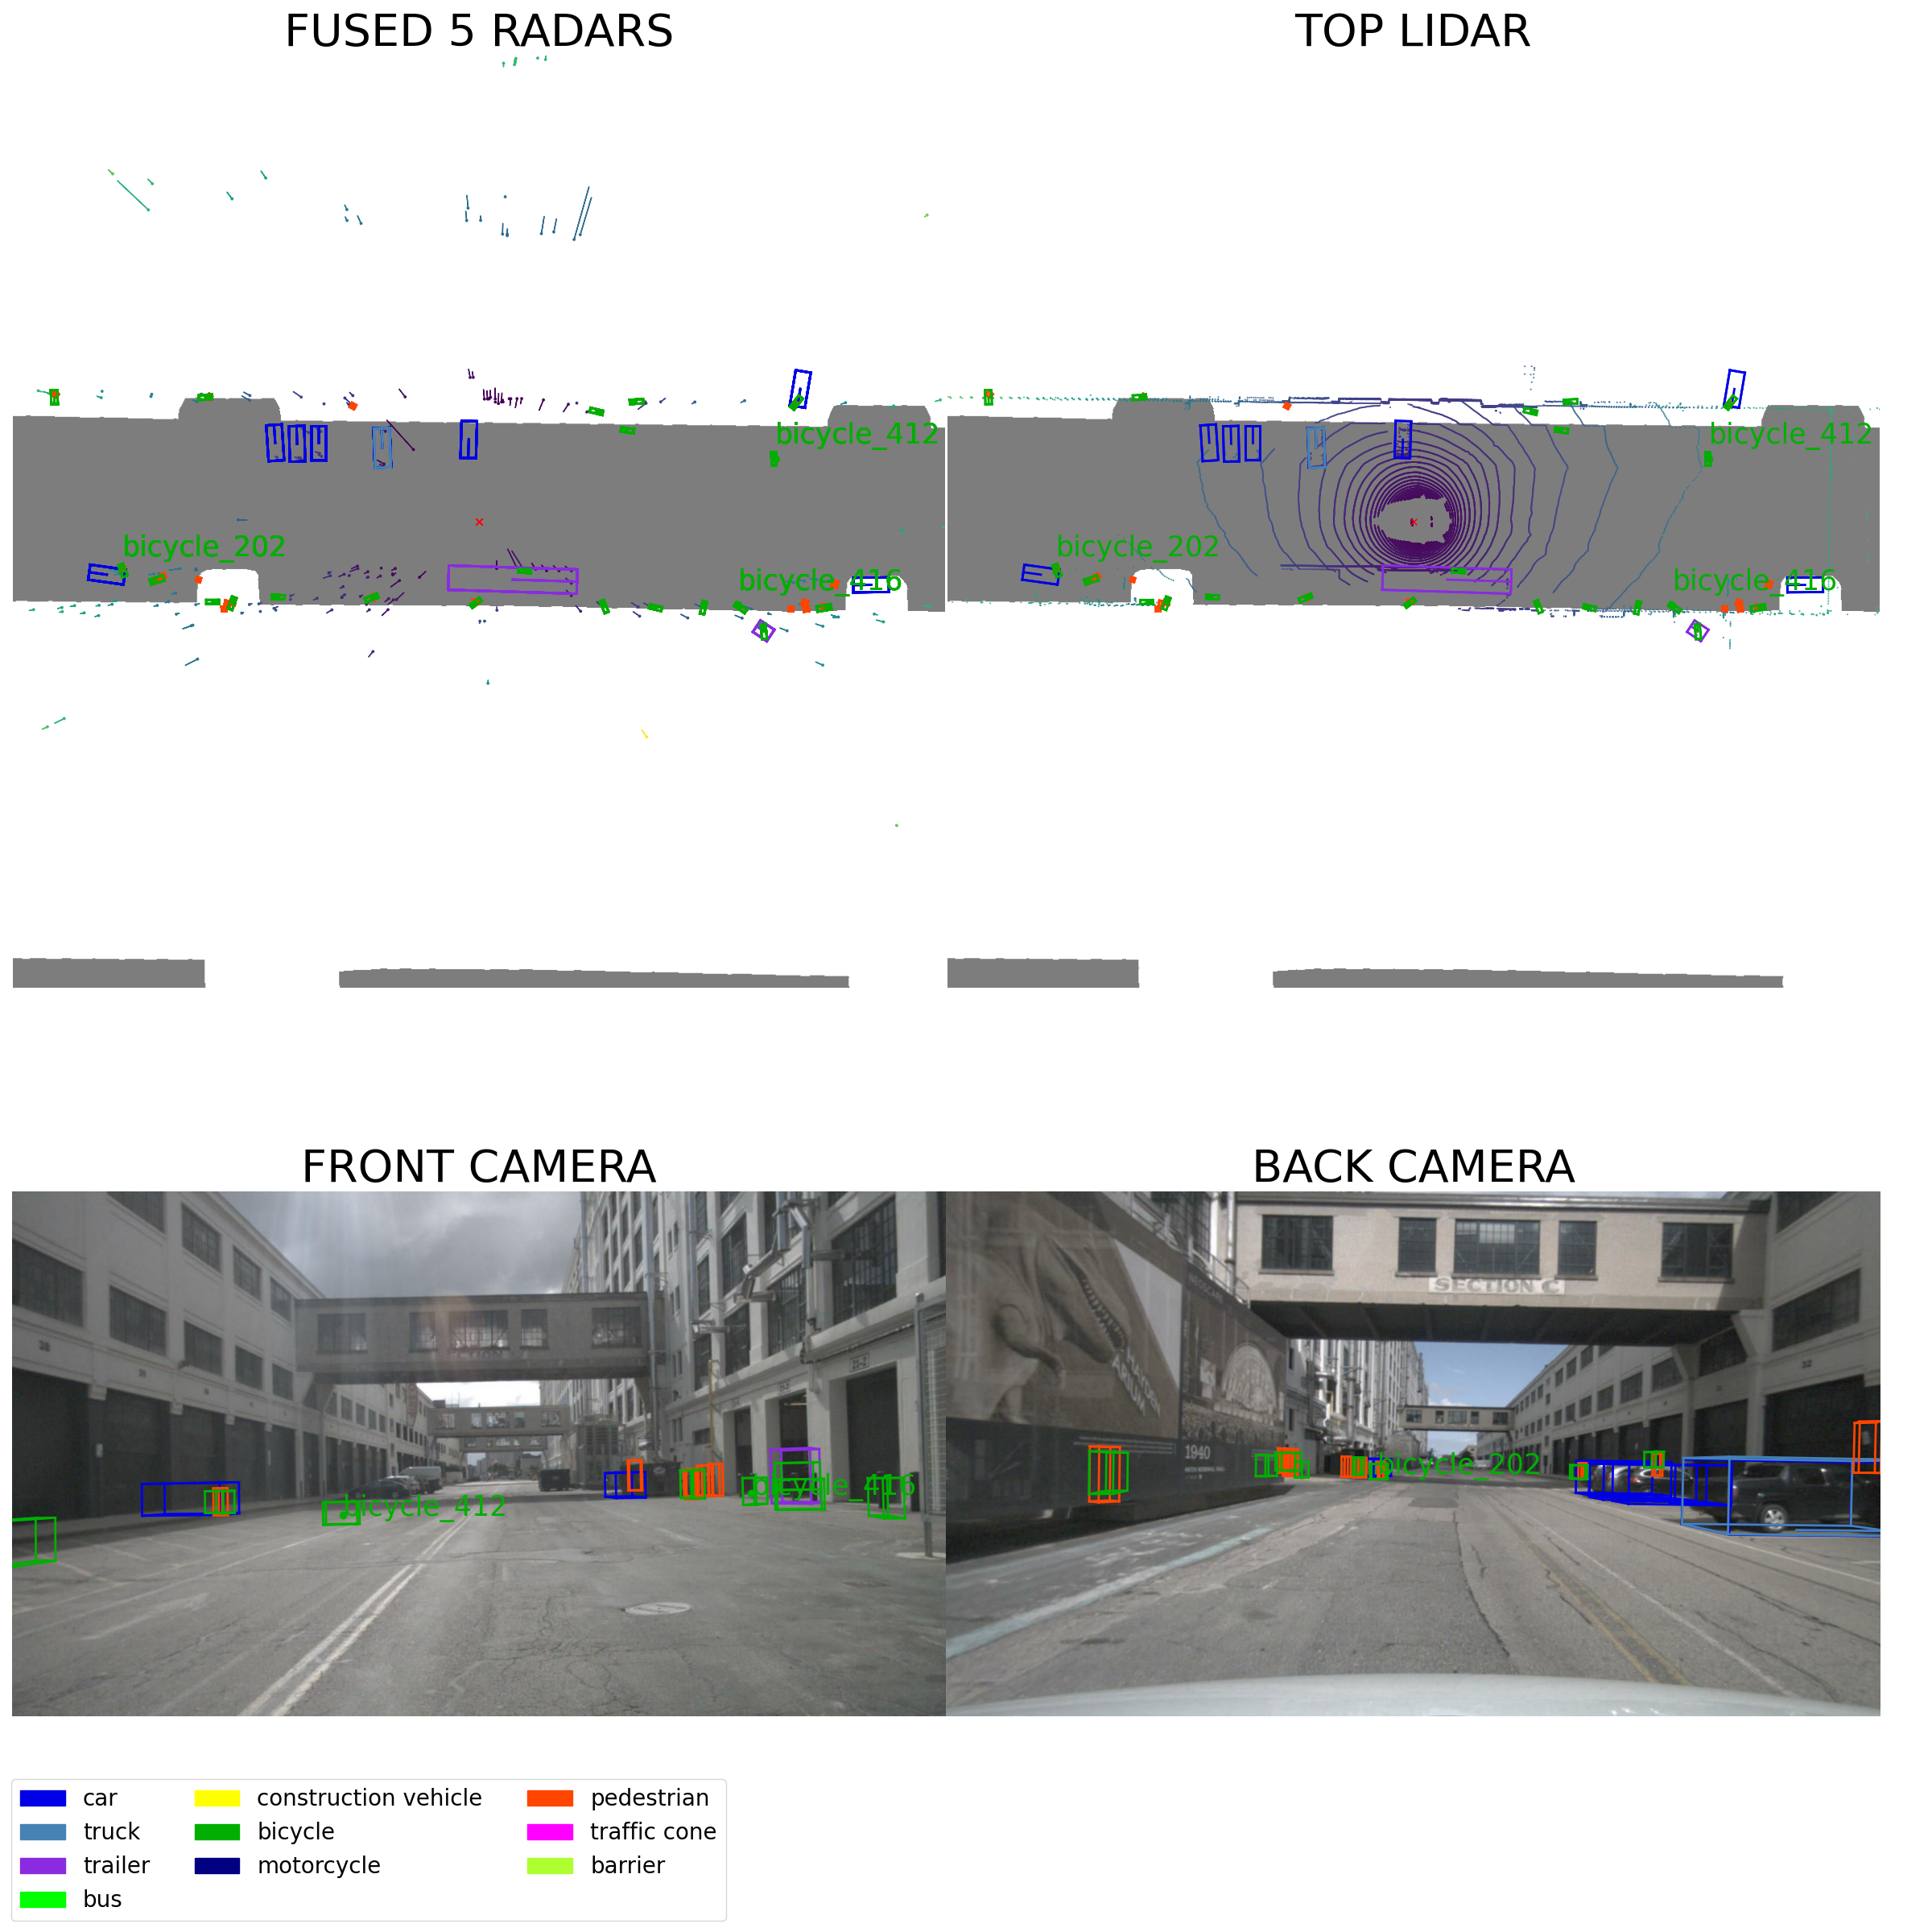 FUSED 5 RADARS
TOP LIDAR
bicycle_412
bicycle_202
bicycle_416
bicycle_412
bicycle_202
bicycle_416
FRONT CAMERA
BACK CAMERA
SECTION C
1940
bicycle_412
bicycle_416
bicycle_202
car
truck
trailer
bus
construction vehicle
bicycle
motorcycle
pedestrian
traffic cone
barrier